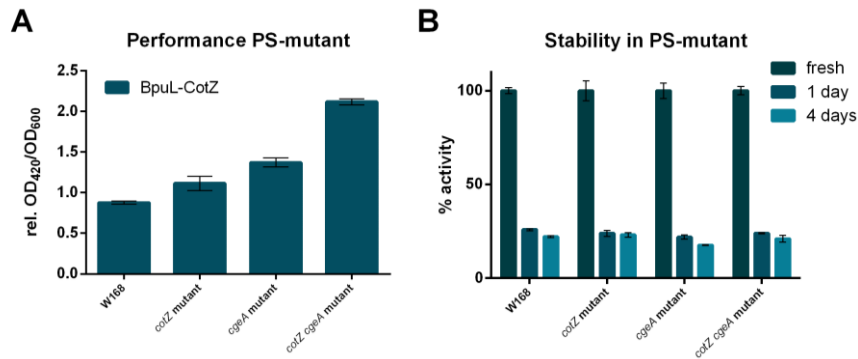 A
Performance PS-mutant
rel. OD420/OD600
2.5
2.0
1.5
1.0
0.5
0.0
BpuL-CotZ
W168
cotZ mutant
cgeA mutant
cotZ cgeA mutant
B
Stability in PS-mutant
% activity
100
50
0
fresh
1 day
4 days
W168
cotZ mutant
cgeA mutant
cotZ cgeA mutant